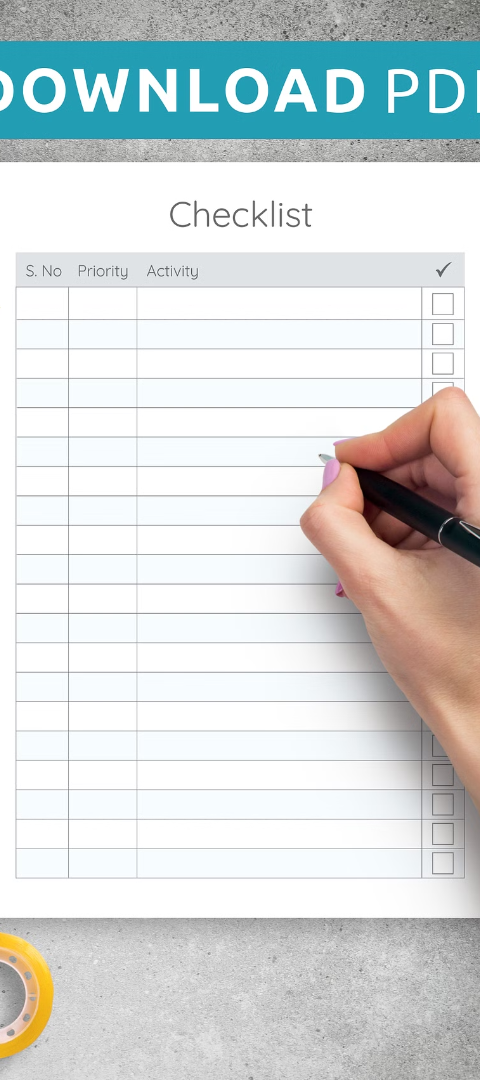 DOWNLOAD PDF
Checklist
S. No Priority Activity ✓